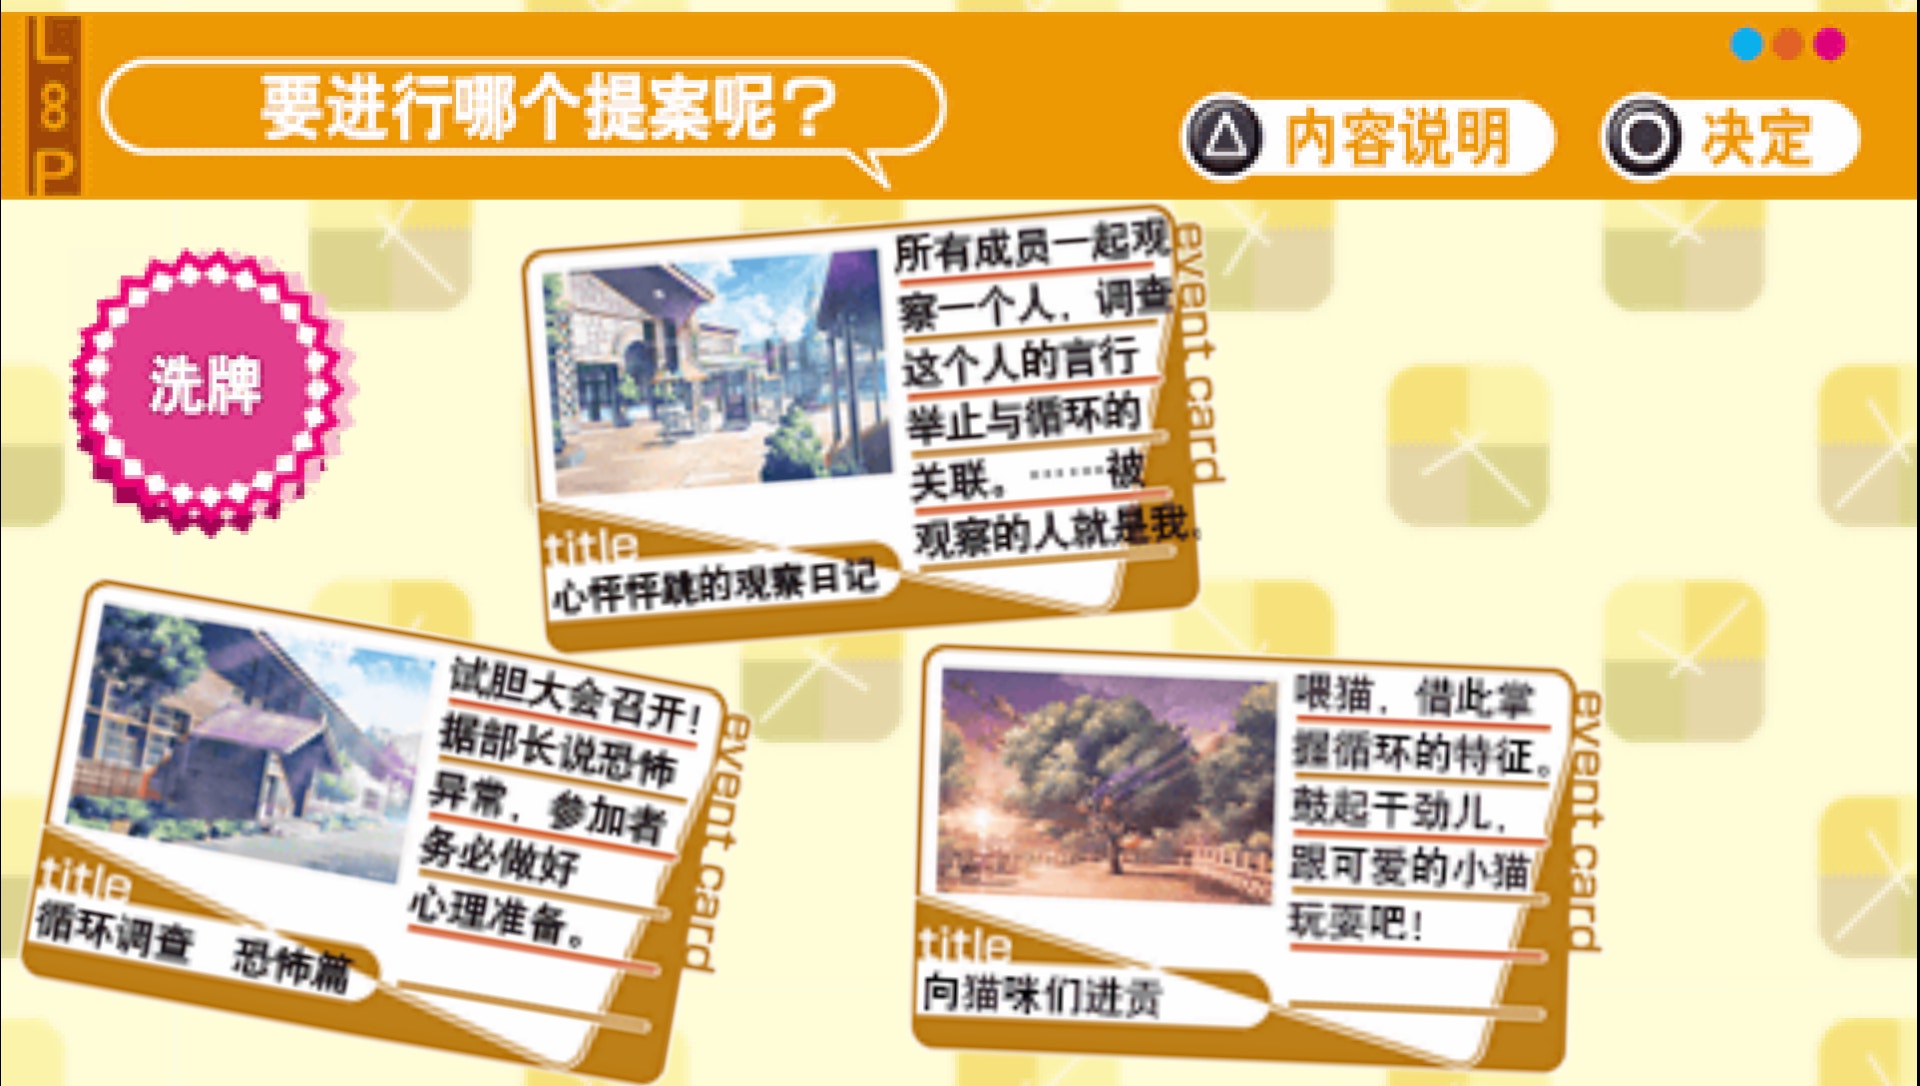 L8P
要进行哪个提案呢?
内容说明
决定
洗牌
所有成员一起观
察一个人，调查
这个人的言行
举止与循环的
关联。……被
观察的人就是我。
event card
title
心怦怦跳的观察日记
试胆大会召开!
据部长说恐怖
异常，参加者
务必做好
心理准备。
event card
title
循环调查　恐怖篇
喂猫，借此掌
握循环的特征。
鼓起干劲儿，
跟可爱的小猫
玩耍吧!
event card
title
向猫咪们进贡